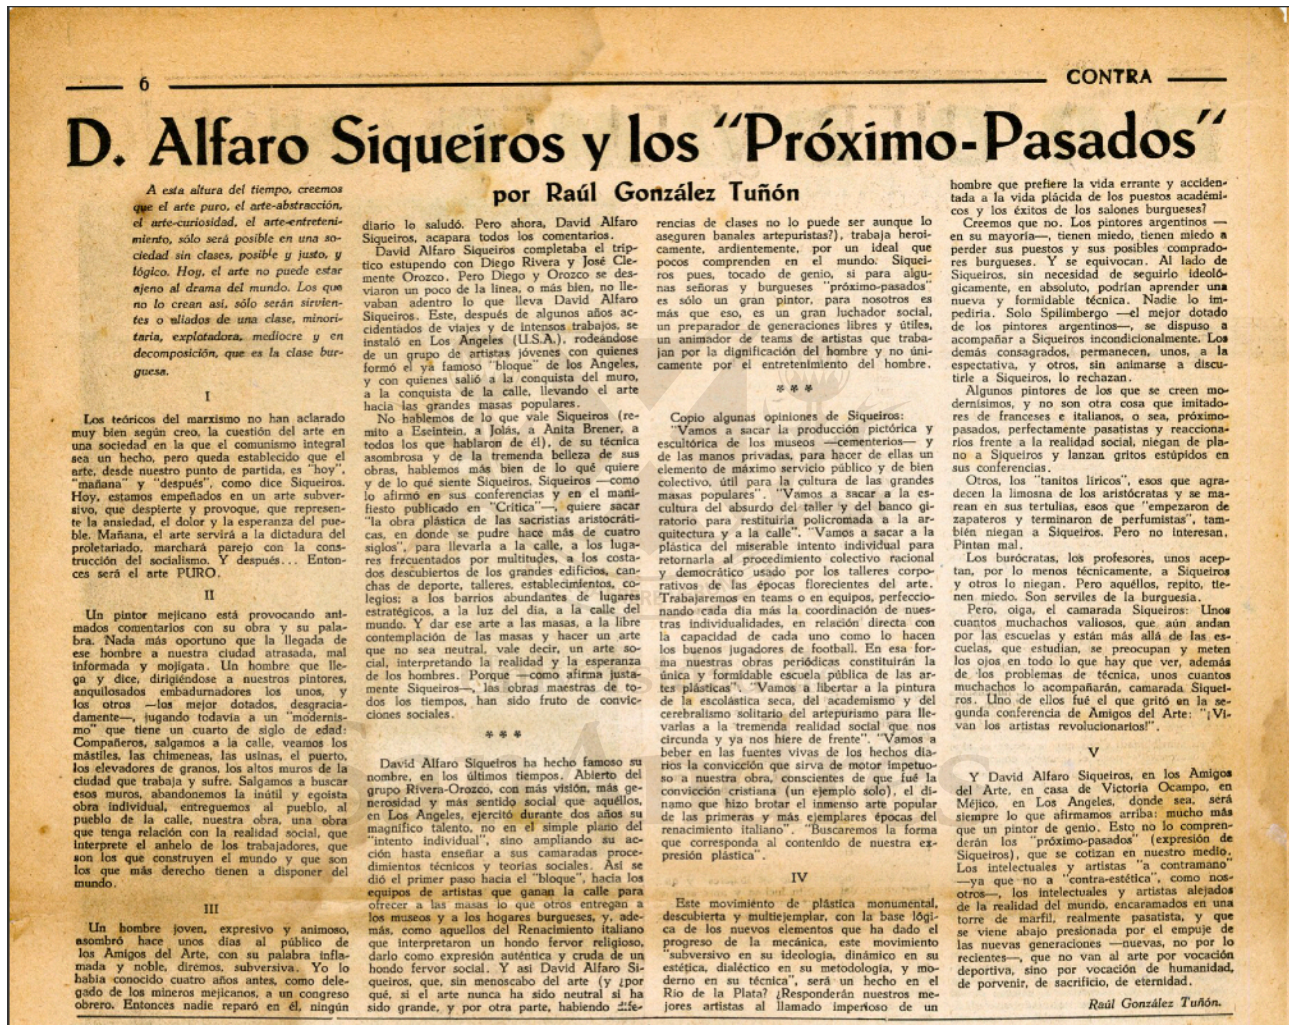 6
CONTRA
D. Alfaro Siqueiros y los "Próximo-Pasados"
por Raúl González Tuñón
A esta altura del tiempo, creemos
que el arte puro, el arte-abstracción,
el arte-curiosidad, el arte-entreteni-
miento, sólo será posible en una so-
ciedad sin clases, posible y justo, y
lógico. Hoy, el arte no puede estar
ajeno al drama del mundo. Los que
no lo crean asi, sólo serán sirvien-
tes o aliados de una clase, minori-
taria, explotadora, mediocre y en
decomposición, que es la clase bur-
guesa.
I
Los teóricos del marxismo no han aclarado
muy bien según creo, la cuestión del arte en
una sociedad en la que el comunismo integral
sea un hecho, pero queda establecido que el
arte, desde nuestro punto de partida, es "hoy",
"mañana" y "después", como dice Siqueiros.
Hoy, estamos empeñados en un arte subver-
sivo, que despierte y provoque, que represen-
te la ansiedad, el dolor y la esperanza del pue-
ble. Mañana, el arte servirá a la dictadura del
proletariado, marchará parejo con la cons-
trucción del socialismo. Y después... Enton-
ces será el arte PURO.
II
Un pintor mejicano está provocando ani-
mados comentarios con su obra y su pala-
bra. Nada más oportuno que la llegada de
ese hombre a nuestra ciudad atrasada, mal
informada y mojigata. Un hombre que lle-
ga y dice, dirigiéndose a nuestros pintores,
anquilosados embadurnadores los unos, y
los otros —los mejor dotados, desgracia-
damente—, jugando todavía a un "modernis-
mo" que tiene un cuarto de siglo de edad:
Compañeros, salgamos a la calle, veamos los
mástiles, las chimeneas, las usinas, el puerto,
los elevadores de granos, los altos muros de la
ciudad que trabaja y sufre. Salgamos a buscar
esos muros, abandonemos la inútil y egoista
obra individual, entreguemos al pueblo, al
pueblo de la calle, nuestra obra, una obra
que tenga relación con la realidad social, que
interprete el anhelo de los trabajadores, que
son los que construyen el mundo y que son
los que más derecho tienen a disponer del
mundo.
III
Un hombre joven, expresivo y animoso,
asombró hace unos días al público de
los Amigos del Arte, con su palabra infla-
mada y noble, diremos, subversiva. Yo lo
había conocido cuatro años antes, como dele-
gado de los mineros mejicanos, a un congreso
obrero. Entonces nadie reparó en él, ningún
diario lo saludó. Pero ahora, David Alfaro
Siqueiros, acapara todos los comentarios.
David Alfaro Siqueiros completaba el tríp-
tico estupendo con Diego Rivera y José Cle-
mente Orozco. Pero Diego y Orozco se des-
viaron un poco de la línea, o más bien, no lle-
vaban adentro lo que lleva David Alfaro
Siqueiros. Este, después de algunos años ac-
cidentados de viajes y de intensos trabajos, se
instaló en Los Angeles (U.S.A.), rodeándose
de un grupo de artistas jóvenes con quienes
formó el ya famoso "bloque" de los Angeles,
y con quienes salió a la conquista del muro,
a la conquista de la calle, llevando el arte
hacia las grandes masas populares.
No hablemos de lo que vale Siqueiros (re-
mito a Eseintein, a Jolás, a Anita Brener, a
todos los que hablaron de él), de su técnica
asombrosa y de la tremenda belleza de sus
obras, hablemos más bien de lo qué quiere
y de lo qué siente Siqueiros. Siqueiros —como
lo afirmó en sus conferencias y en el mani-
fiesto publicado en "Crítica"—, quiere sacar
"la obra plástica de las sacristias aristocráti-
cas, en donde se pudre hace más de cuatro
siglos", para llevarla a la calle, a los luga-
res frecuentados por multitudes, a los costa-
dos descubiertos de los grandes edificios, can-
chas de deporte, talleres, establecimientos, co-
legios; a los barrios abundantes de lugares
estratégicos, a la luz del día, a la calle del
mundo. Y dar ese arte a las masas, a la libre
contemplación de las masas y hacer un arte
que no sea neutral, vale decir, un arte so-
cial, interpretando la realidad y la esperanza
de los hombres. Porque —como afirma justa-
mente Siqueiros—, las obras maestras de to-
dos los tiempos, han sido fruto de convic-
ciones sociales.
* * *
David Alfaro Siqueiros ha hecho famoso su
nombre, en los últimos tiempos. Abierto del
grupo Rivera-Orozco, con más visión, más ge-
nerosidad y más sentido social que aquéllos,
en Los Angeles, ejercitó durante dos años su
magnífico talento, no en el simple plano del
"intento individual", sino ampliando su ac-
ción hasta enseñar a sus camaradas proce-
dimientos técnicos y teorías sociales. Así se
dió el primer paso hacia el "bloque", hacia los
equipos de artistas que ganan la calle para
ofrecer a las masas lo que otros entregan a
los museos y a los hogares burgueses, y, ade-
más, como aquellos del Renacimiento italiano
que interpretaron un hondo fervor religioso,
darlo como expresión auténtica y cruda de un
hondo fervor social. Y asi David Alfaro Si-
queiros, que, sin menoscabo del arte (y ¿por
qué, si el arte nunca ha sido neutral si ha
sido grande, y por otra parte, habiendo dife-
rencias de clases no lo puede ser aunque lo
aseguren banales artepuristas?), trabaja heroi-
camente, ardientemente, por un ideal que
pocos comprenden en el mundo. Siquei-
ros pues, tocado de genio, si para algu-
nas señoras y burgueses "próximo-pasados"
es sólo un gran pintor, para nosotros es
más que eso, es un gran luchador social,
un preparador de generaciones libres y útiles,
un animador de teams de artistas que traba-
jan por la dignificación del hombre y no úni-
camente por el entretenimiento del hombre.
* * *
Copio algunas opiniones de Siqueiros:
"Vamos a sacar la producción pictórica y
escultórica de los museos —cementerios— y
de las manos privadas, para hacer de ellas un
elemento de máximo servicio público y de bien
colectivo, útil para la cultura de las grandes
masas populares". "Vamos a sacar a la es-
cultura del absurdo del taller y del banco gi-
ratorio para restituirla policromada a la ar-
quitectura y a la calle". "Vamos a sacar a la
plástica del miserable intento individual para
retornarla al procedimiento colectivo racional
y democrático usado por los talleres corpo-
rativos de las épocas florecientes del arte.
Trabajaremos en teams o en equipos, perfeccio-
nando cada día más la coordinación de nues-
tras individualidades, en relación directa con
la capacidad de cada uno como lo hacen
los buenos jugadores de football. En esa for-
ma nuestras obras periódicas constituirán la
única y formidable escuela pública de las ar-
tes plásticas". "Vamos a libertar a la pintura
de la escolástica seca, del academismo y del
cerebralismo solitario del artepurismo para lle-
varlas a la tremenda realidad social que nos
circunda y ya nos hiere de frente". "Vamos a
beber en las fuentes vivas de los hechos dia-
rios la convicción que sirva de motor impetuo-
so a nuestra obra, conscientes de que fué la
convicción cristiana (un ejemplo solo), el di-
namo que hizo brotar el inmenso arte popular
de las primeras y más ejemplares épocas del
renacimiento italiano". "Buscaremos la forma
que corresponda al contenido de nuestra ex-
presión plástica".
IV
Este movimiento de plástica monumental,
descubierta y multiejemplar, con la base lógi-
ca de los nuevos elementos que ha dado el
progreso de la mecánica, este movimiento
"subversivo en su ideología, dinámico en su
estética, dialéctico en su metodología, y mo-
derno en su técnica", será un hecho en el
Río de la Plata? ¿Responderán nuestros me-
jores artistas al llamado imperioso de un
hombre que prefiere la vida errante y acciden-
tada a la vida plácida de los puestos académi-
cos y los éxitos de los salones burgueses?
Creemos que no. Los pintores argentinos —
en su mayoría—, tienen miedo, tienen miedo a
perder sus puestos y sus posibles comprado-
res burgueses. Y se equivocan. Al lado de
Siqueiros, sin necesidad de seguirlo ideoló-
gicamente, en absoluto, podrían aprender una
nueva y formidable técnica. Nadie lo im-
pediria. Solo Spilimbergo —el mejor dotado
de los pintores argentinos—, se dispuso a
acompañar a Siqueiros incondicionalmente. Los
demás consagrados, permanecen, unos, a la
espectativa, y otros, sin animarse a discu-
tirle a Siqueiros, lo rechazan.
Algunos pintores de los que se creen mo-
dernísimos, y no son otra cosa que imitado-
res de franceses e italianos, o sea, próximo-
pasados, perfectamente pasatistas y reacciona-
rios frente a la realidad social, niegan de pla-
no a Siqueiros y lanzan gritos estúpidos en
sus conferencias.
Otros, los "tanitos líricos", esos que agra-
decen la limosna de los aristócratas y se ma-
rean en sus tertulias, esos que "empezaron de
zapateros y terminaron de perfumistas", tam-
bién niegan a Siqueiros. Pero no interesan.
Pintan mal.
Los burócratas, los profesores, unos acep-
tan, por lo menos técnicamente, a Siqueiros
y otros lo niegan. Pero aquéllos, repito, tie-
nen miedo. Son serviles de la burguesia.
Pero, oiga, el camarada Siqueiros: Unos
cuantos muchachos valiosos, que aún andan
por las escuelas y están más allá de las es-
cuelas, que estudian, se preocupan y meten
los ojos en todo lo que hay que ver, además
de los problemas de técnica, unos cuantos
muchachos lo acompañarán, camarada Siquei-
ros. Uno de ellos fué el que gritó en la se-
gunda conferencia de Amigos del Arte: "¡Vi-
van los artistas revolucionarios!".
V
Y David Alfaro Siqueiros, en los Amigos
del Arte, en casa de Victoria Ocampo, en
Méjico, en Los Angeles, donde sea, será
siempre lo que afirmamos arriba: mucho más
que un pintor de genio. Esto no lo compren-
derán los "próximo-pasados" (expresión de
Siqueiros), que se cotizan en nuestro medio.
Los intelectuales y artistas "a contramano"
—ya que no a "contra-estética", como nos-
otros—, los intelectuales y artistas alejados
de la realidad del mundo, encaramados en una
torre de marfil, realmente pasatista, y que
se viene abajo presionada por el empuje de
las nuevas generaciones —nuevas, no por lo
recientes—, que no van al arte por vocación
deportiva, sino por vocación de humanidad,
de porvenir, de sacrificio, de eternidad.
Raúl González Tuñón.